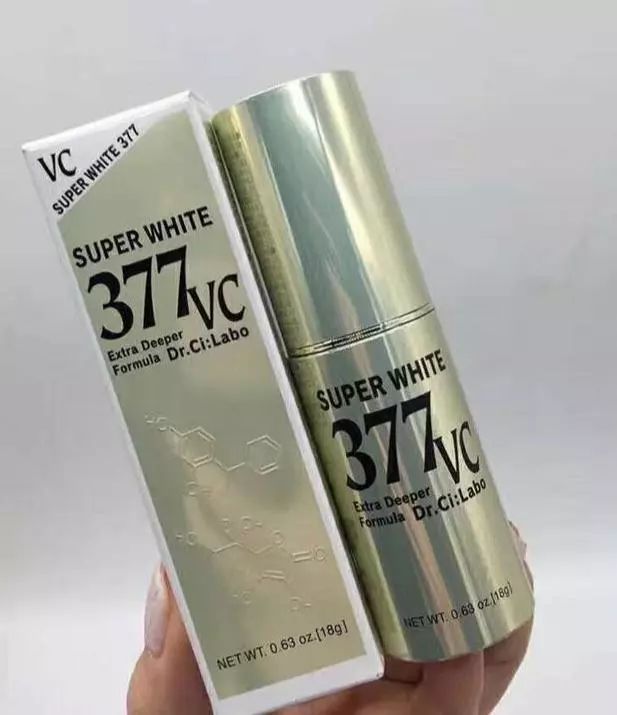 VC
SUPER WHITE 377
SUPER WHITE
377VC
Extra Deeper
Formula Dr.Ci:Labo
NET WT. 0.63 oz.[18g]
SUPER WHITE
377VC
Extra Deeper
Formula Dr.Ci:Labo
NET WT. 0.63 oz.[18g]